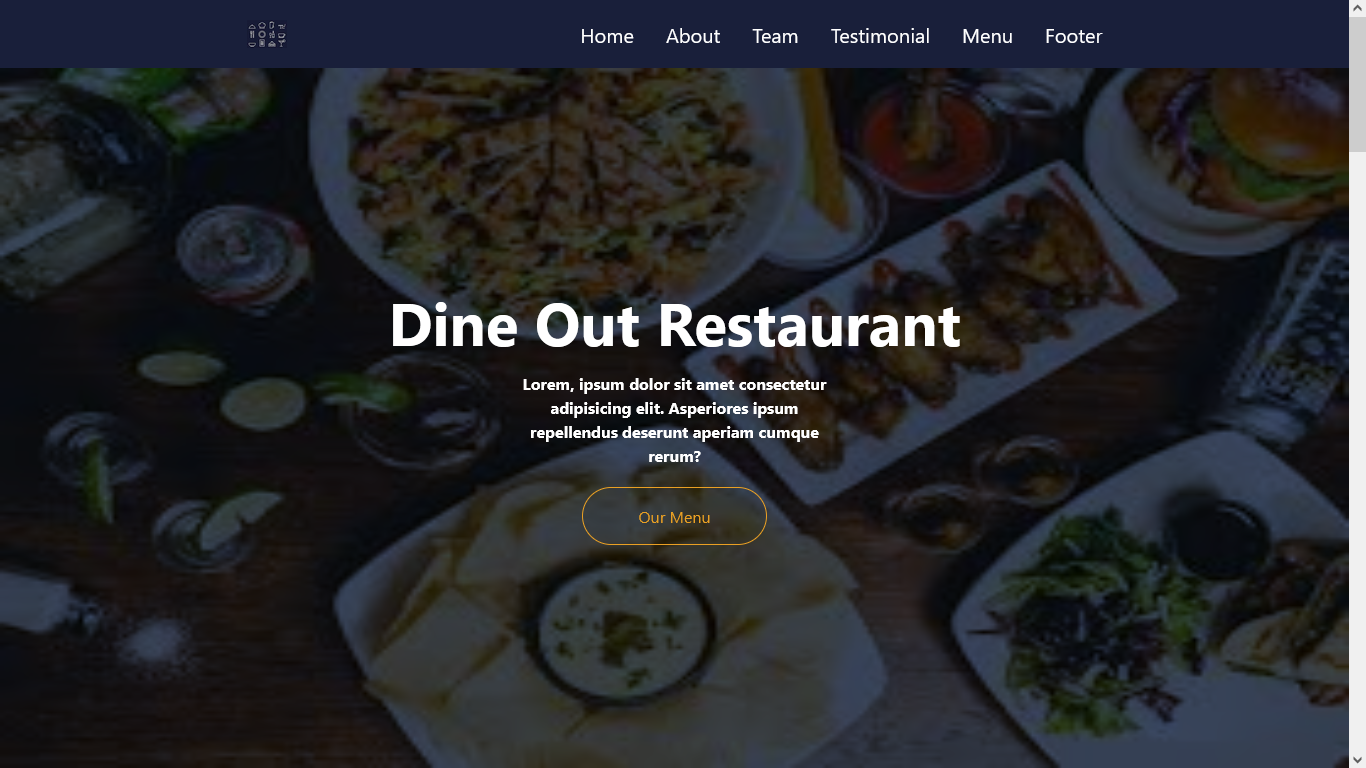 Home About Team Testimonial Menu Footer
Dine Out Restaurant
Lorem, ipsum dolor sit amet consectetur
adipisicing elit. Asperiores ipsum
repellendus deserunt aperiam cumque
rerum?
Our Menu